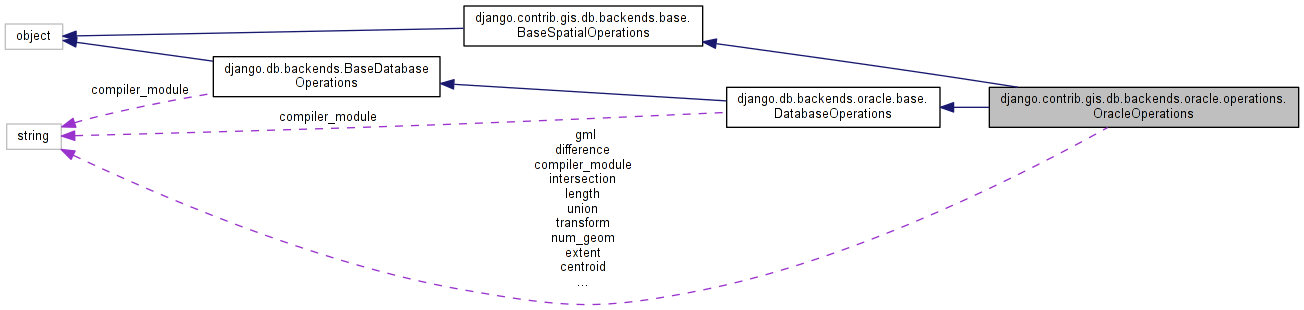 django.contrib.gis.db.backends.base.
BaseSpatialOperations
object
django.db.backends.BaseDatabase
Operations
compiler_module
django.db.backends.oracle.base.
DatabaseOperations
django.contrib.gis.db.backends.oracle.operations.
OracleOperations
compiler_module
string
gml
difference
compiler_module
intersection
length
union
transform
num_geom
extent
centroid
...